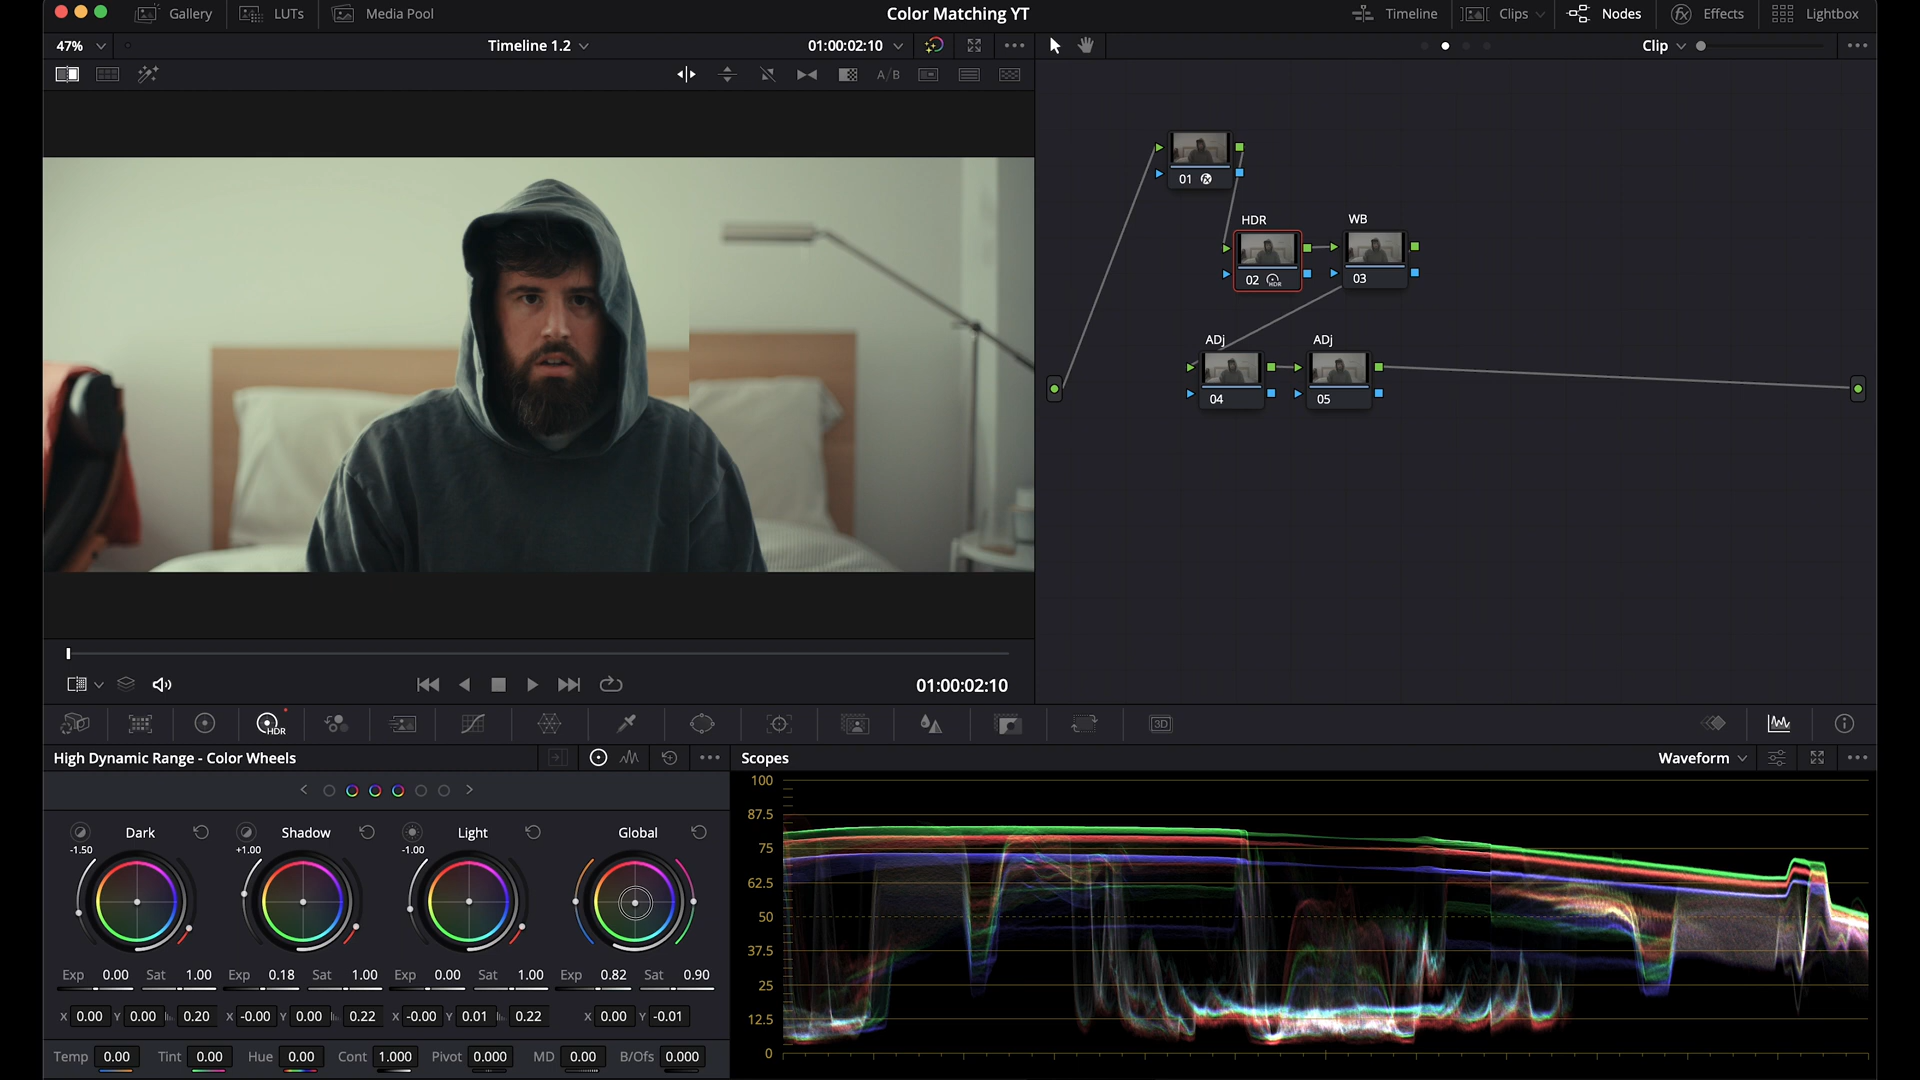 Gallery LUTs Media Pool Color Matching YT Timeline Clips Nodes Effects Lightbox
47% Timeline 1.2 01:00:02:10 Clip
A/B
01
HDR WB
02 HDR 03
ADj ADj
04 05
01:00:02:10
HDR 3D
High Dynamic Range - Color Wheels Scopes Waveform
Dark Shadow Light Global
-1.50 +1.00 -1.00
Exp 0.00 Sat 1.00 Exp 0.18 Sat 1.00 Exp 0.00 Sat 1.00 Exp 0.82 Sat 0.90
X 0.00 Y 0.00 0.20 X -0.00 Y 0.00 0.22 X -0.00 Y 0.01 0.22 X 0.00 Y -0.01
Temp 0.00 Tint 0.00 Hue 0.00 Cont 1.000 Pivot 0.000 MD 0.00 B/Ofs 0.000
100
87.5
75
62.5
50
37.5
25
12.5
0